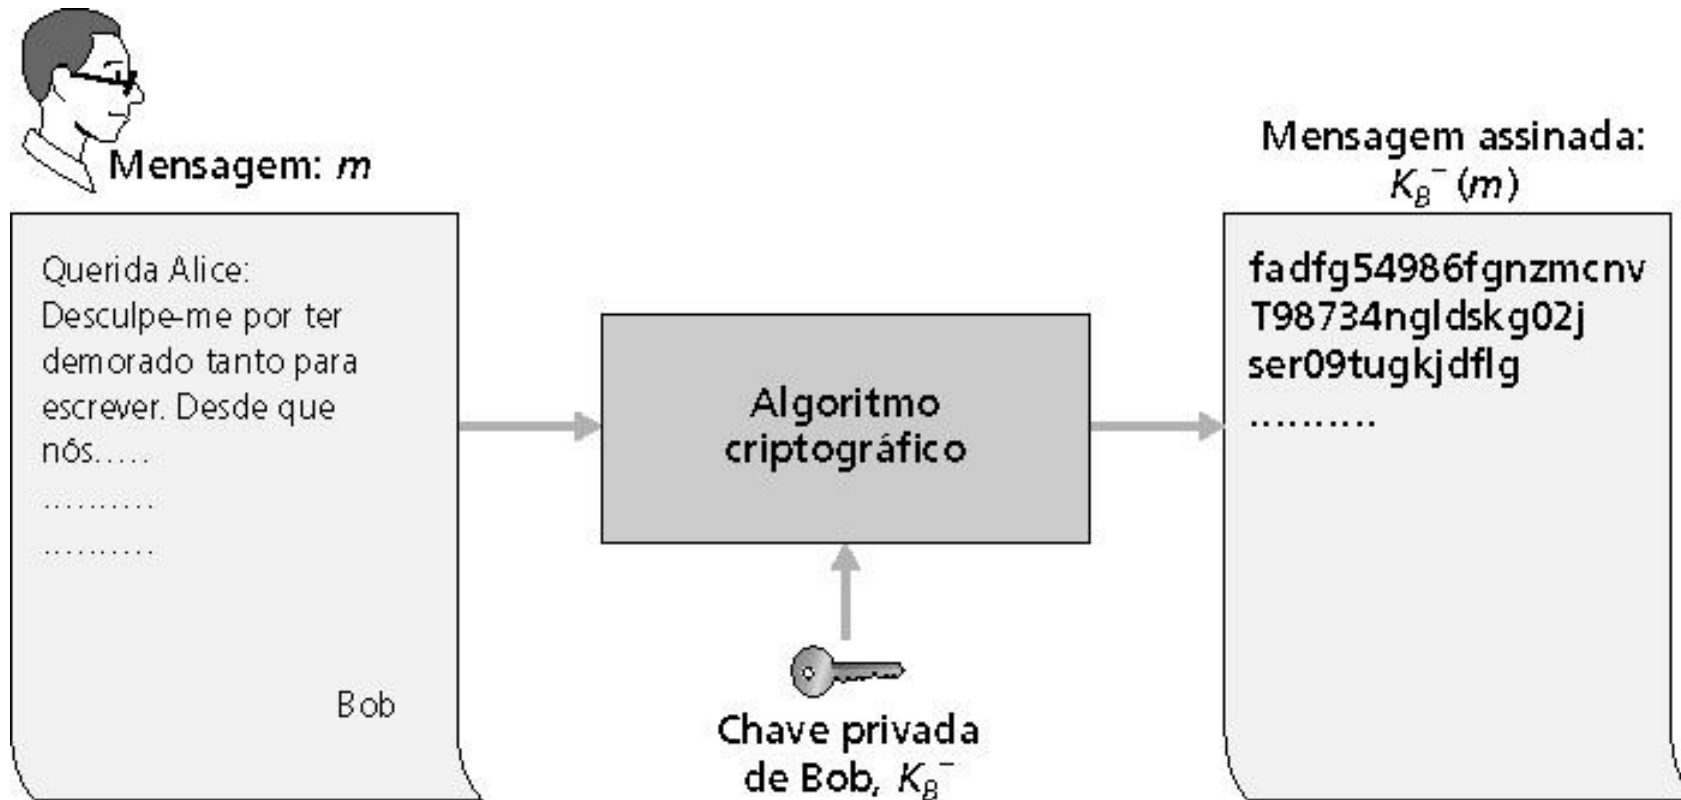 Mensagem: m
Querida Alice:
Desculpe-me por ter
demorado tanto para
escrever. Desde que
nós.....
..........
..........
Bob
Algoritmo
criptográfico
Chave privada
de Bob, K_B^-
Mensagem assinada:
K_B^- (m)
fadfg54986fgnzmcnv
T98734ngldskg02j
ser09tugkjdflg
..........